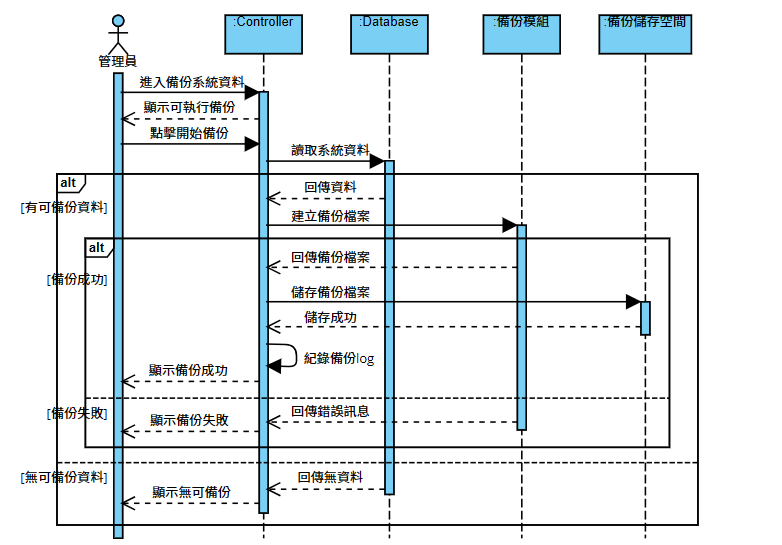 :Controller
:Database
:備份模組
:備份儲存空間
管理員
進入備份系統資料
顯示可執行備份
點擊開始備份
讀取系統資料
alt
[有可備份資料]
回傳資料
建立備份檔案
alt
[備份成功]
回傳備份檔案
儲存備份檔案
儲存成功
紀錄備份log
顯示備份成功
[備份失敗]
回傳錯誤訊息
顯示備份失敗
[無可備份資料]
回傳無資料
顯示無可備份